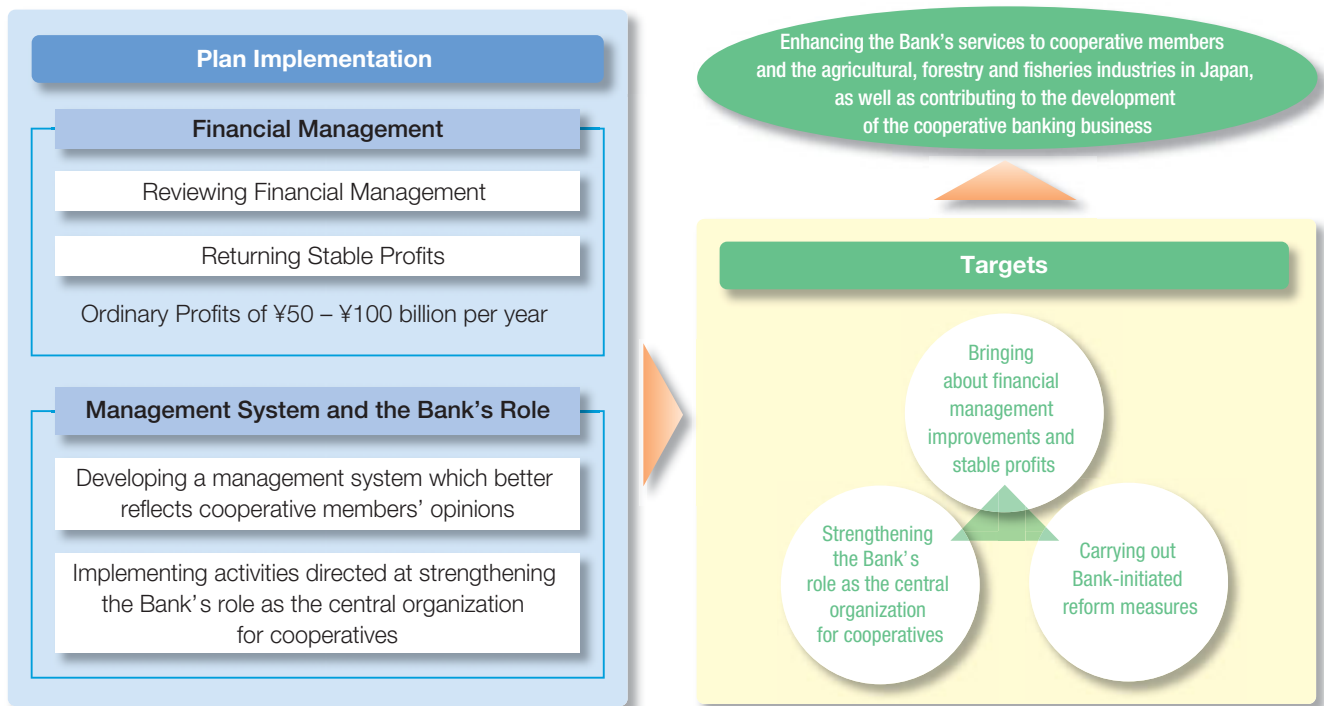 Plan Implementation
Financial Management
Reviewing Financial Management
Returning Stable Profits
Ordinary Profits of ¥50 – ¥100 billion per year
Management System and the Bank’s Role
Developing a management system which better
reflects cooperative members’ opinions
Implementing activities directed at strengthening
the Bank’s role as the central organization
for cooperatives
Enhancing the Bank’s services to cooperative members
and the agricultural, forestry and fisheries industries in Japan,
as well as contributing to the development
of the cooperative banking business
Targets
Bringing
about financial
management
improvements and
stable profits
Strengthening
the Bank’s
role as the central
organization
for cooperatives
Carrying out
Bank-initiated
reform measures